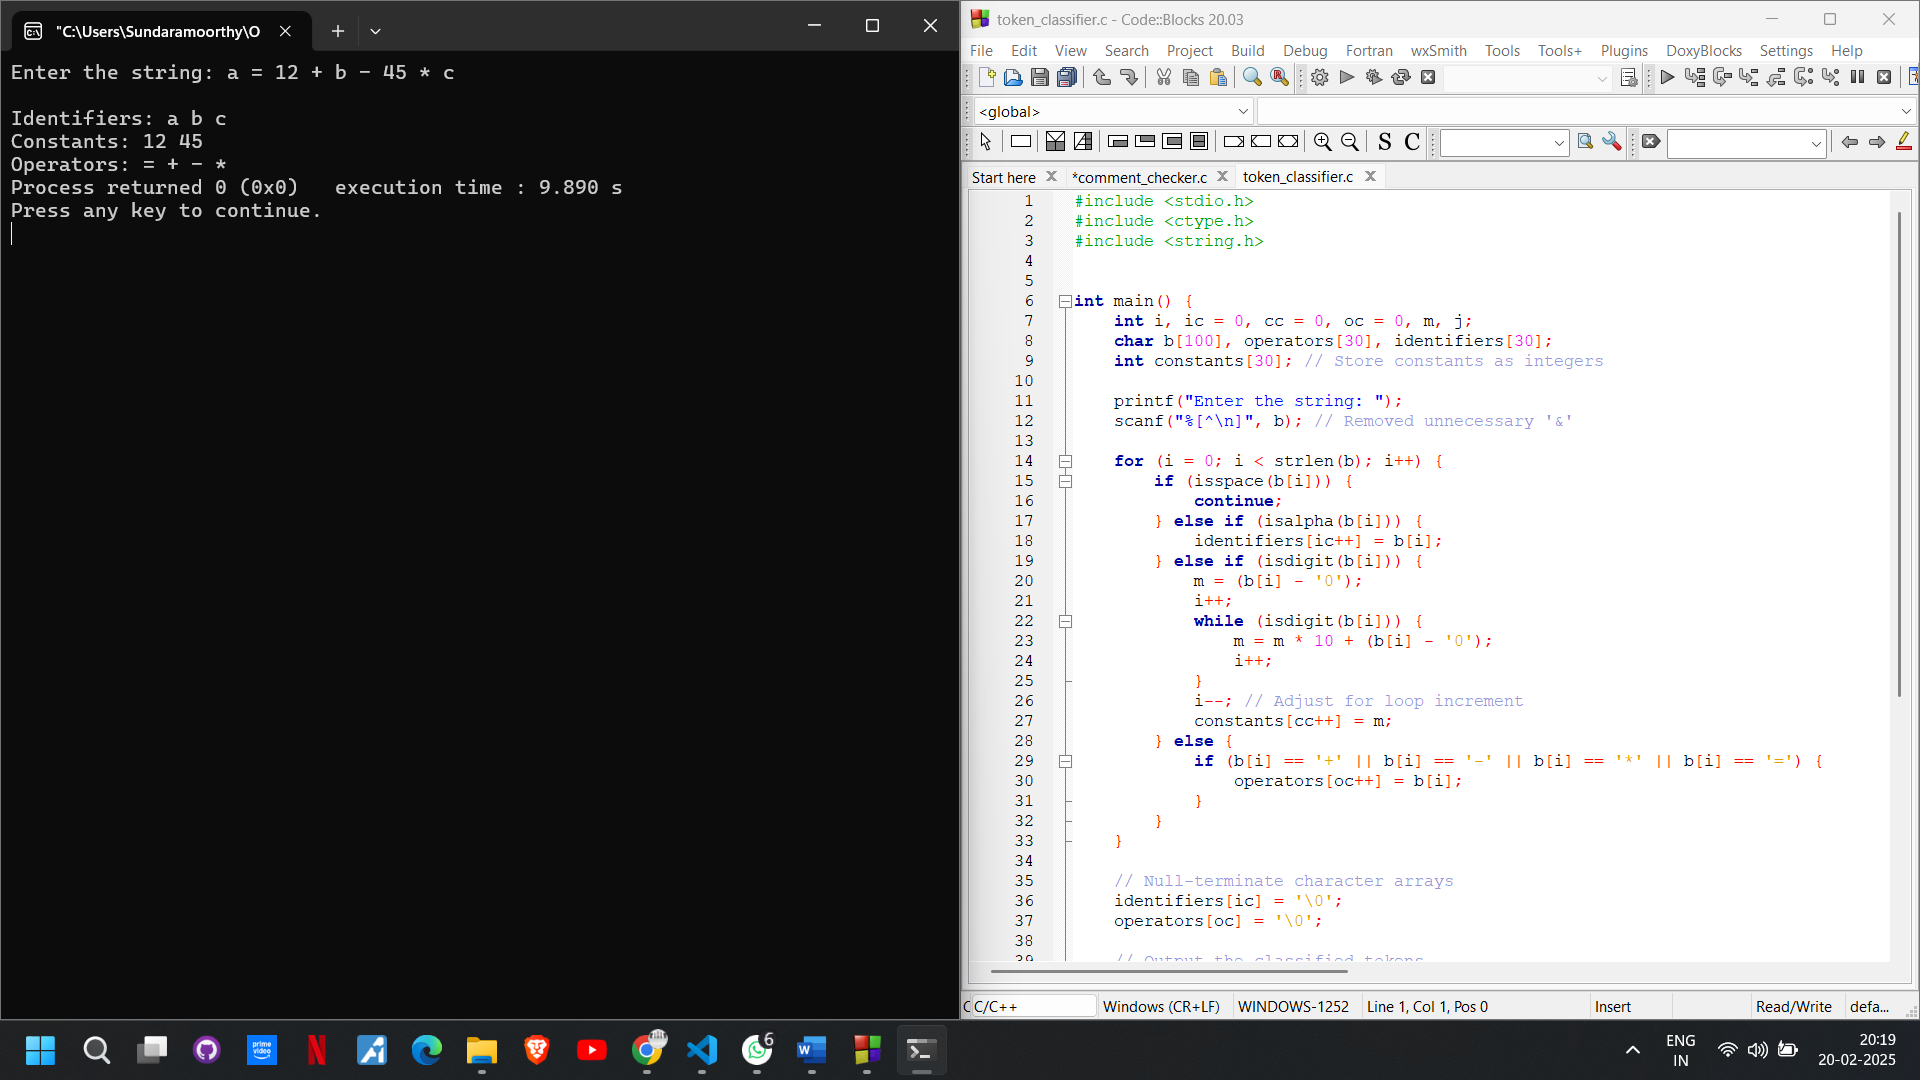 "C:\Users\Sundaramoorthy\O
Enter the string: a = 12 + b - 45 * c
Identifiers: a b c
Constants: 12 45
Operators: = + - *
Process returned 0 (0x0)   execution time : 9.890 s
Press any key to continue.
token_classifier.c - Code::Blocks 20.03
File Edit View Search Project Build Debug Fortran wxSmith Tools Tools+ Plugins DoxyBlocks Settings Help
<global>
S C
Start here *comment_checker.c token_classifier.c
1 #include <stdio.h>
2 #include <ctype.h>
3 #include <string.h>
4
5
6 int main() {
7     int i, ic = 0, cc = 0, oc = 0, m, j;
8     char b[100], operators[30], identifiers[30];
9     int constants[30]; // Store constants as integers
10
11     printf("Enter the string: ");
12     scanf("%[^\n]", b); // Removed unnecessary '&'
13
14     for (i = 0; i < strlen(b); i++) {
15         if (isspace(b[i])) {
16             continue;
17         } else if (isalpha(b[i])) {
18             identifiers[ic++] = b[i];
19         } else if (isdigit(b[i])) {
20             m = (b[i] - '0');
21             i++;
22             while (isdigit(b[i])) {
23                 m = m * 10 + (b[i] - '0');
24                 i++;
25             }
26             i--; // Adjust for loop increment
27             constants[cc++] = m;
28         } else {
29             if (b[i] == '+' || b[i] == '-' || b[i] == '*' || b[i] == '=') {
30                 operators[oc++] = b[i];
31             }
32         }
33     }
34
35     // Null-terminate character arrays
36     identifiers[ic] = '\0';
37     operators[oc] = '\0';
38
39     // Output the classified tokens
C/C++ Windows (CR+LF) WINDOWS-1252 Line 1, Col 1, Pos 0 Insert Read/Write defa...
prime video
6
ENG
IN
20:19
20-02-2025